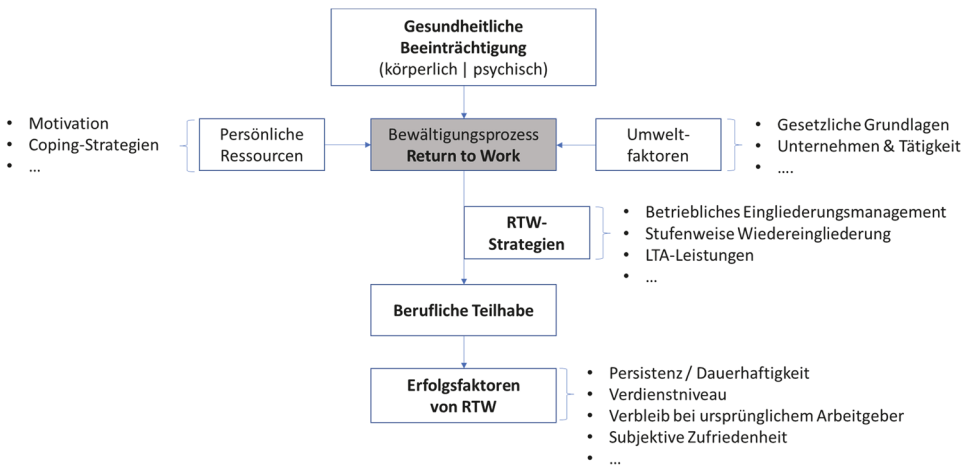 Gesundheitliche
Beeinträchtigung
(körperlich | psychisch)
• Motivation
• Coping-Strategien
• ...
Persönliche
Ressourcen
Bewältigungsprozess
Return to Work
Umwelt-
faktoren
• Gesetzliche Grundlagen
• Unternehmen & Tätigkeit
• ....
RTW-
Strategien
• Betriebliches Eingliederungsmanagement
• Stufenweise Wiedereingliederung
• LTA-Leistungen
• ...
Berufliche Teilhabe
Erfolgsfaktoren
von RTW
• Persistenz / Dauerhaftigkeit
• Verdienstniveau
• Verbleib bei ursprünglichem Arbeitgeber
• Subjektive Zufriedenheit
• ...